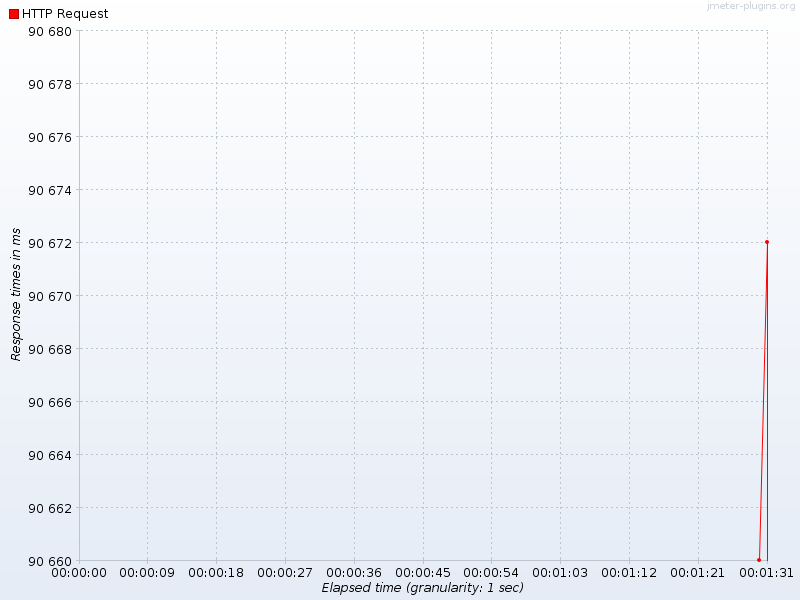 jmeter-plugins.org
HTTP Request
90 680
90 678
90 676
90 674
90 672
90 670
90 668
90 666
90 664
90 662
90 660
Response times in ms
00:00:00 00:00:09 00:00:18 00:00:27 00:00:36 00:00:45 00:00:54 00:01:03 00:01:12 00:01:21 00:01:31
Elapsed time (granularity: 1 sec)